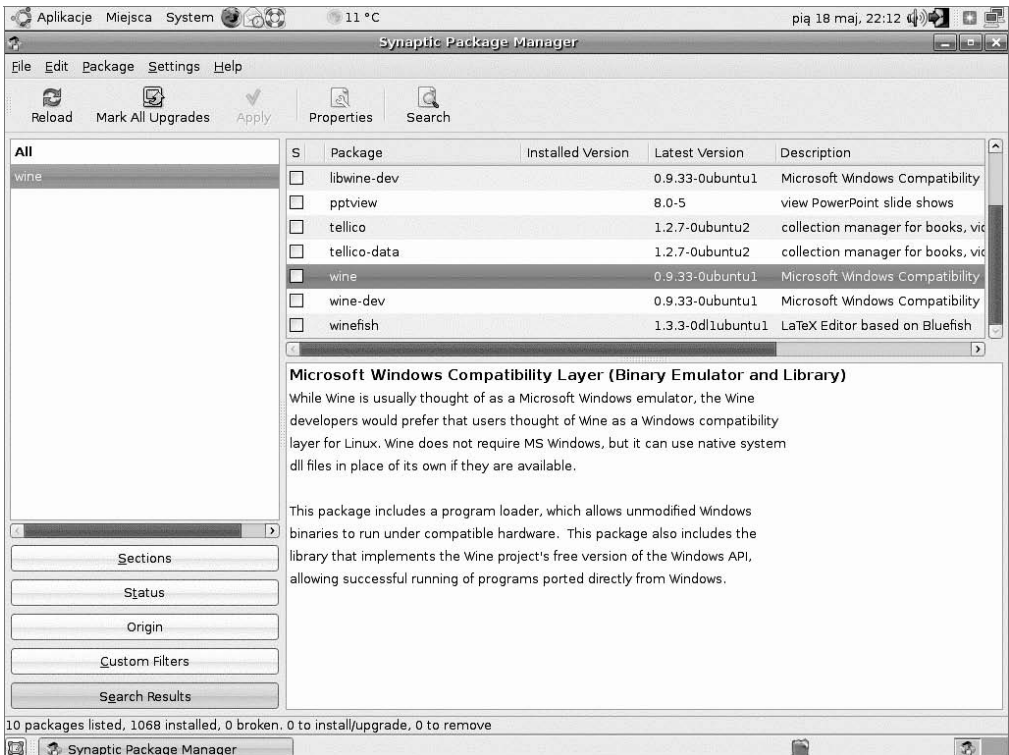 Aplikacje Miejsca System 11 °C pią 18 maj, 22:12
Synaptic Package Manager
File Edit Package Settings Help
Reload Mark All Upgrades Apply Properties Search
All
wine
S Package Installed Version Latest Version Description
libwine-dev 0.9.33-0ubuntu1 Microsoft Windows Compatibility
pptview 8.0-5 view PowerPoint slide shows
tellico 1.2.7-0ubuntu2 collection manager for books, vid
tellico-data 1.2.7-0ubuntu2 collection manager for books, vid
wine 0.9.33-0ubuntu1 Microsoft Windows Compatibility
wine-dev 0.9.33-0ubuntu1 Microsoft Windows Compatibility
winefish 1.3.3-0dl1ubuntu1 LaTeX Editor based on Bluefish
Microsoft Windows Compatibility Layer (Binary Emulator and Library)
While Wine is usually thought of as a Microsoft Windows emulator, the Wine
developers would prefer that users thought of Wine as a Windows compatibility
layer for Linux. Wine does not require MS Windows, but it can use native system
dll files in place of its own if they are available.
This package includes a program loader, which allows unmodified Windows
binaries to run under compatible hardware. This package also includes the
library that implements the Wine project's free version of the Windows API,
allowing successful running of programs ported directly from Windows.
Sections
Status
Origin
Custom Filters
Search Results
10 packages listed, 1068 installed, 0 broken. 0 to install/upgrade, 0 to remove
Synaptic Package Manager